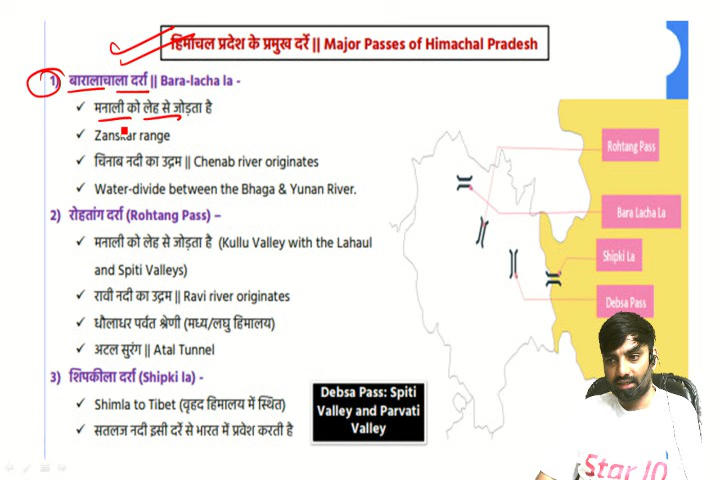 हिमाचल प्रदेश के प्रमुख दर्रे || Major Passes of Himachal Pradesh
1) बारालाचाला दर्रा || Bara-lacha la -
✓ मनाली को लेह से जोड़ता है
✓ Zanskar range
✓ चिनाब नदी का उद्गम || Chenab river originates
✓ Water-divide between the Bhaga & Yunan River.
2) रोहतांग दर्रा (Rohtang Pass) –
✓ मनाली को लेह से जोड़ता है (Kullu Valley with the Lahaul
and Spiti Valleys)
✓ रावी नदी का उद्गम || Ravi river originates
✓ धौलाधर पर्वत श्रेणी (मध्य/लघु हिमालय)
✓ अटल सुरंग || Atal Tunnel
3) शिपकीला दर्रा (Shipki la) -
✓ Shimla to Tibet (वृहद हिमालय में स्थित)
✓ सतलज नदी इसी दर्रे से भारत में प्रवेश करती है
Debsa Pass: Spiti
Valley and Parvati
Valley
Rohtang Pass
Bara Lacha La
Shipki La
Debsa Pass
Star 10